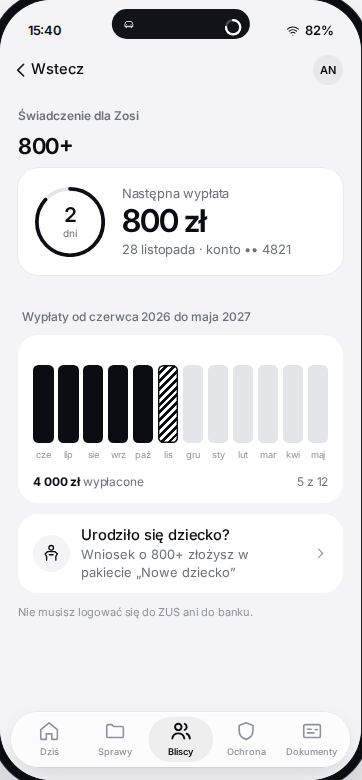 15:40
82%
Wstecz
AN
Świadczenie dla Zosi
800+
2
dni
Następna wypłata
800 zł
28 listopada · konto •• 4821
Wypłaty od czerwca 2026 do maja 2027
cze lip sie wrz paź lis gru sty lut mar kwi maj
4 000 zł wypłacone
5 z 12
Urodziło się dziecko?
Wniosek o 800+ złożysz w
pakiecie „Nowe dziecko”
Nie musisz logować się do ZUS ani do banku.
Dziś Sprawy Bliscy Ochrona Dokumenty